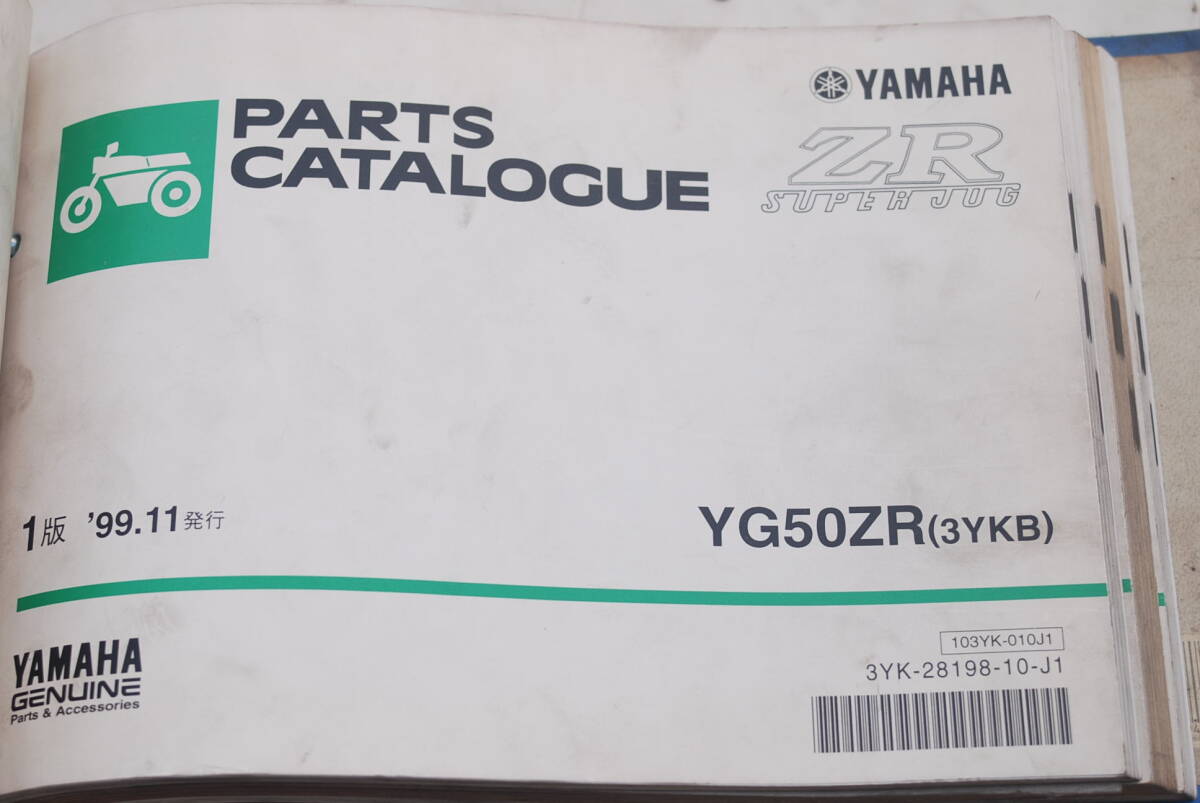 PARTS
CATALOGUE
YAMAHA
ZR
SUPER JOG
1版 '99.11発行
YG50ZR(3YKB)
YAMAHA
GENUINE
Parts & Accessories
103YK-010J1
3YK-28198-10-J1